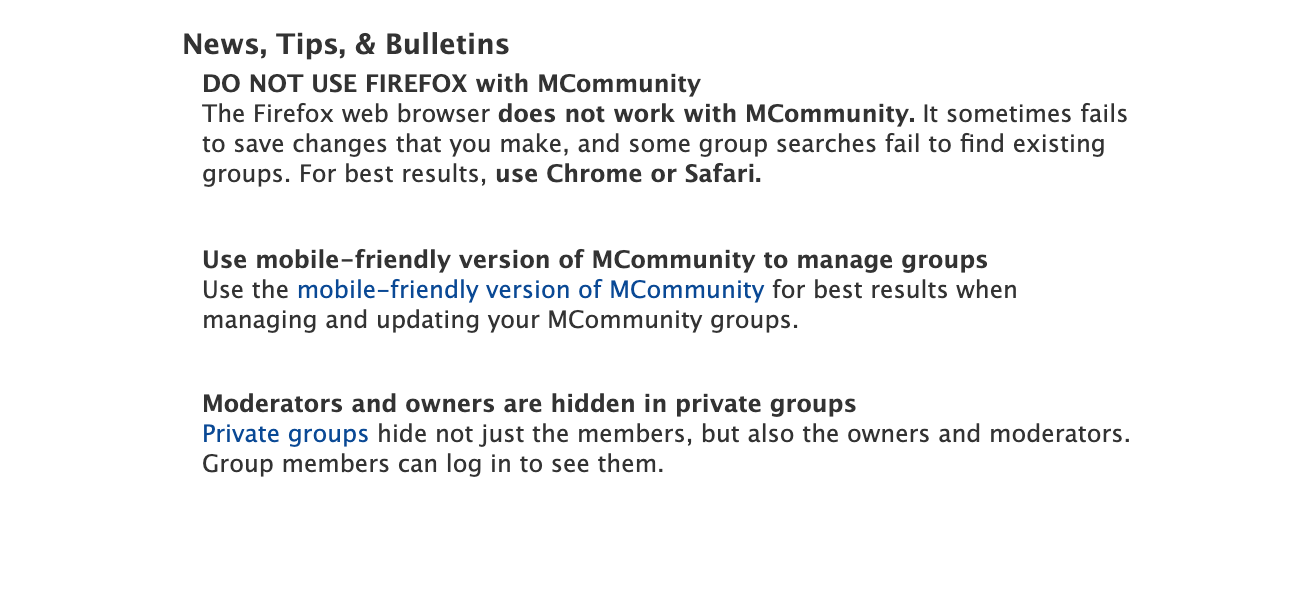 News, Tips, & Bulletins
DO NOT USE FIREFOX with MCommunity
The Firefox web browser does not work with MCommunity. It sometimes fails
to save changes that you make, and some group searches fail to find existing
groups. For best results, use Chrome or Safari.
Use mobile-friendly version of MCommunity to manage groups
Use the mobile-friendly version of MCommunity for best results when
managing and updating your MCommunity groups.
Moderators and owners are hidden in private groups
Private groups hide not just the members, but also the owners and moderators.
Group members can log in to see them.